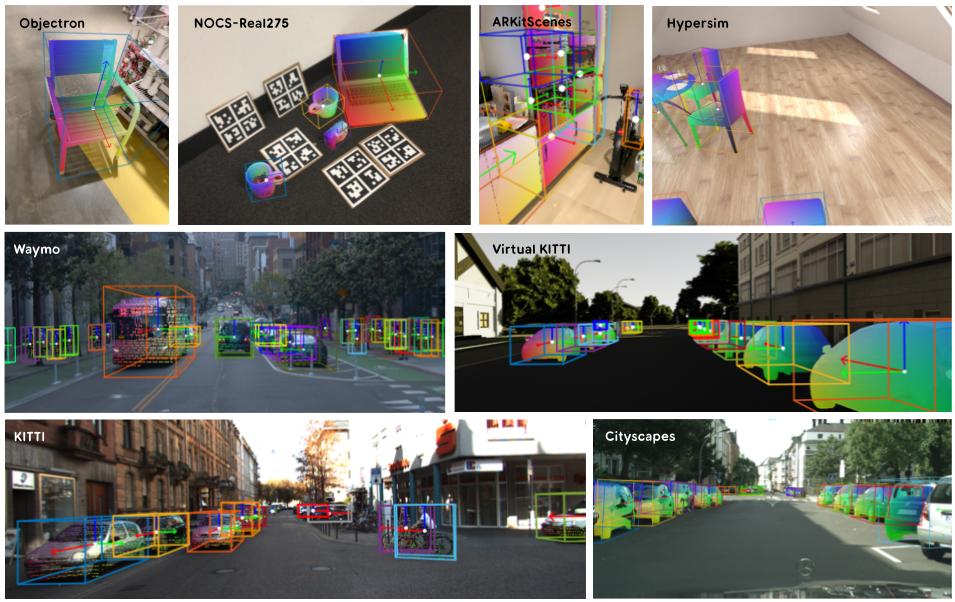 Objectron
NOCS-Real275
ARKitScenes
Hypersim
Waymo
Virtual KITTI
KITTI
Cityscapes